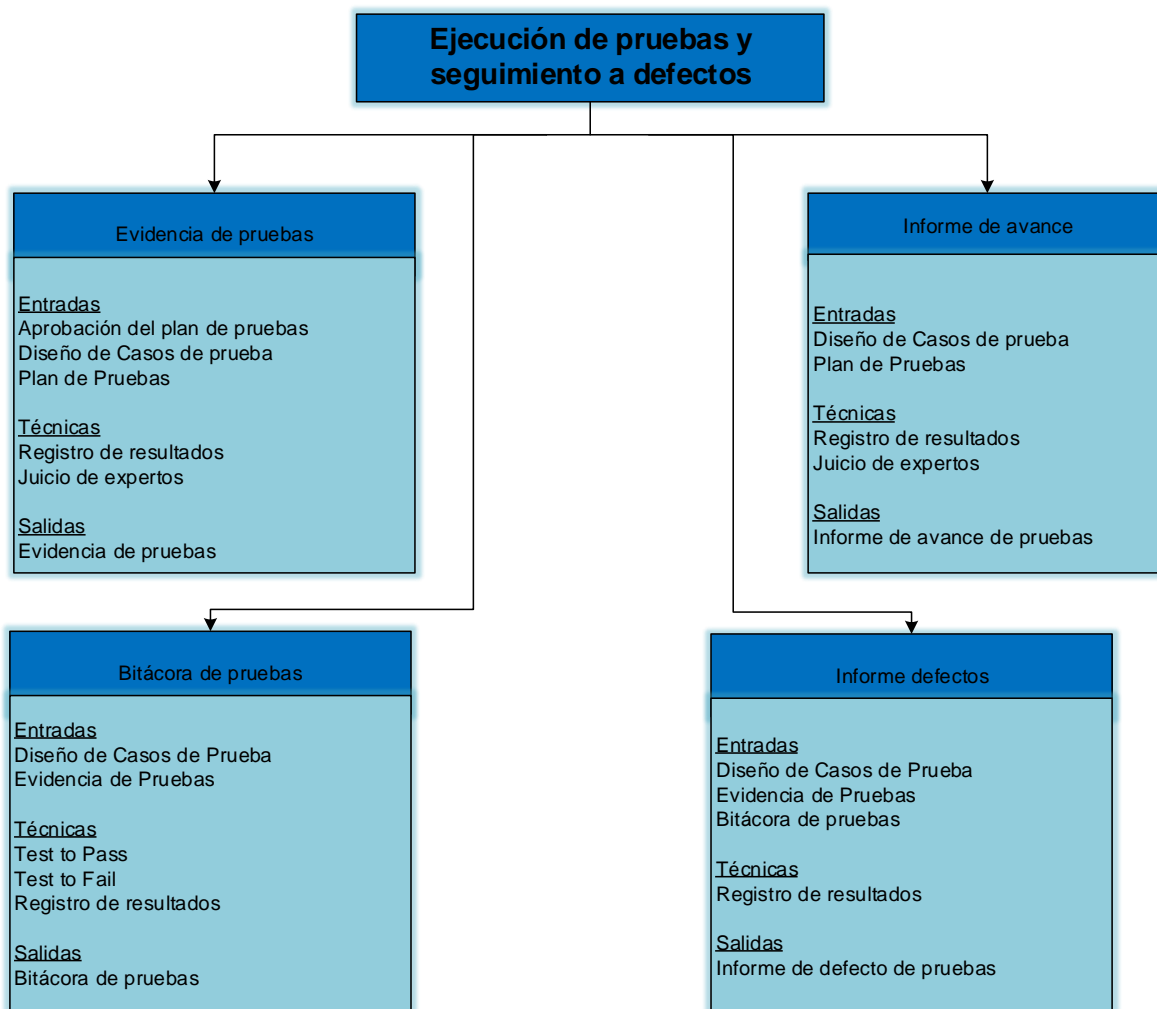 Ejecución de pruebas y
seguimiento a defectos
Evidencia de pruebas
Entradas
Aprobación del plan de pruebas
Diseño de Casos de prueba
Plan de Pruebas
Técnicas
Registro de resultados
Juicio de expertos
Salidas
Evidencia de pruebas
Informe de avance
Entradas
Diseño de Casos de prueba
Plan de Pruebas
Técnicas
Registro de resultados
Juicio de expertos
Salidas
Informe de avance de pruebas
Bitácora de pruebas
Entradas
Diseño de Casos de Prueba
Evidencia de Pruebas
Técnicas
Test to Pass
Test to Fail
Registro de resultados
Salidas
Bitácora de pruebas
Informe defectos
Entradas
Diseño de Casos de Prueba
Evidencia de Pruebas
Bitácora de pruebas
Técnicas
Registro de resultados
Salidas
Informe de defecto de pruebas